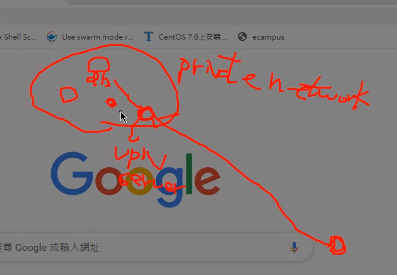 x Shell Sc... Use swarm mode r... CentOS 7.6上安裝... ecampus
private network
vpn
server
Google
尋 Google 或輸入網址